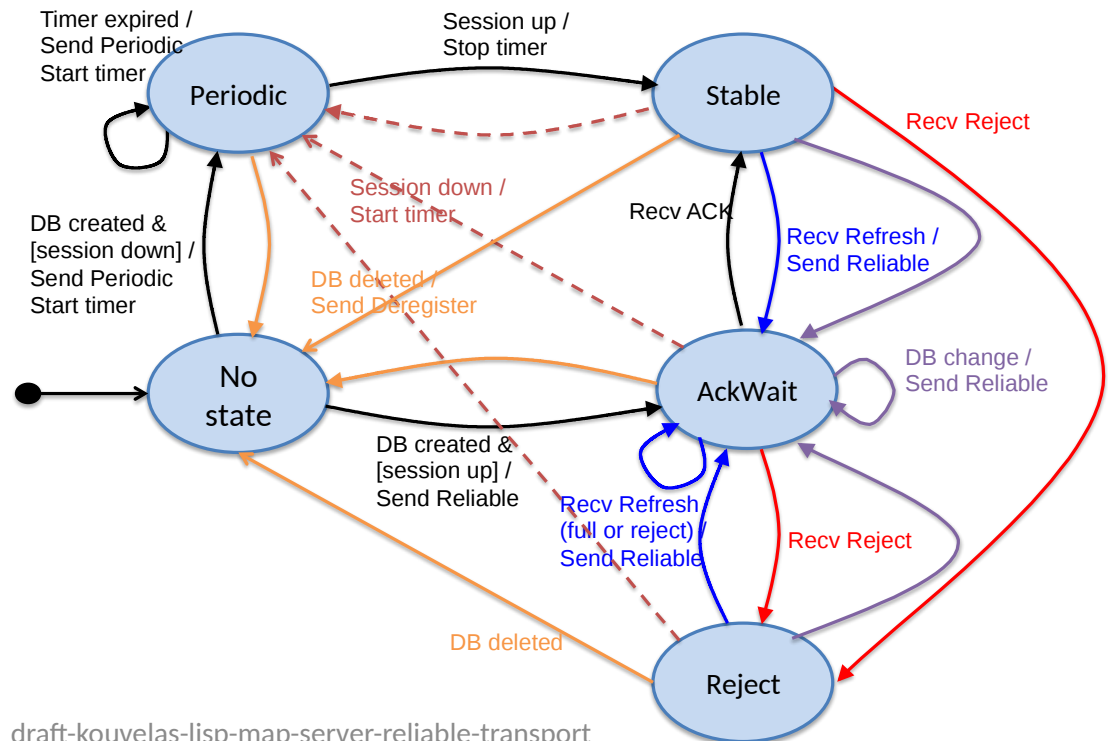 Timer expired /
Send Periodic
Start timer
Session up /
Stop timer
Periodic
Stable
Recv Reject
Session down /
Start timer
Recv ACK
DB created &
[session down] /
Send Periodic
Start timer
Recv Refresh /
Send Reliable
DB deleted /
Send Deregister
No
state
AckWait
DB change /
Send Reliable
DB created &
[session up] /
Send Reliable
Recv Refresh
(full or reject) /
Send Reliable
Recv Reject
DB deleted
Reject
draft-kouvelas-lisp-map-server-reliable-transport